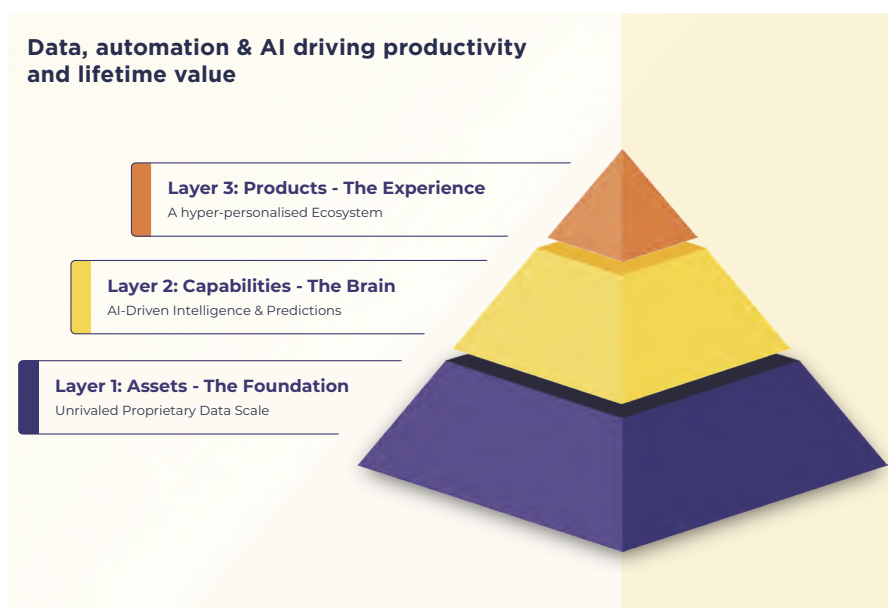 Data, automation & AI driving productivity
and lifetime value
Layer 3: Products - The Experience
A hyper-personalised Ecosystem
Layer 2: Capabilities - The Brain
AI-Driven Intelligence & Predictions
Layer 1: Assets - The Foundation
Unrivaled Proprietary Data Scale